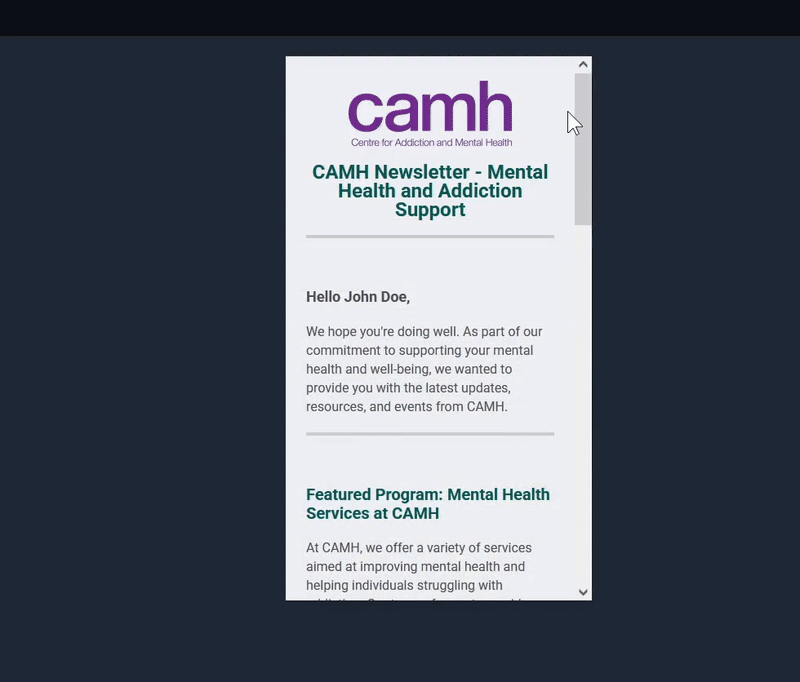 camh
Centre for Addiction and Mental Health
CAMH Newsletter - Mental
Health and Addiction
Support
Hello John Doe,
We hope you're doing well. As part of our
commitment to supporting your mental
health and well-being, we wanted to
provide you with the latest updates,
resources, and events from CAMH.
Featured Program: Mental Health
Services at CAMH
At CAMH, we offer a variety of services
aimed at improving mental health and
helping individuals struggling with